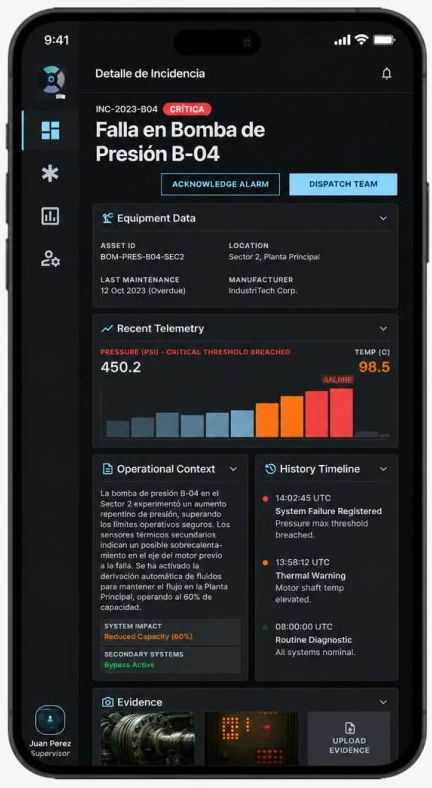 9:41
Detalle de Incidencia
INC-2023-B04 CRÍTICA
Falla en Bomba de
Presión B-04
ACKNOWLEDGE ALARM DISPATCH TEAM
Equipment Data
ASSET ID LOCATION
BOM-PRES-B04-SEC2 Sector 2, Planta Principal
LAST MAINTENANCE MANUFACTURER
12 Oct 2023 (Overdue) IndustriTech Corp.
Recent Telemetry
PRESSURE (PSI) - CRITICAL THRESHOLD BREACHED TEMP (C)
450.2 98.5
Operational Context
La bomba de presión B-04 en el
Sector 2 experimentó un aumento
repentino de presión, superando
los límites operativos seguros. Los
sensores térmicos secundarios
indican un posible sobrecalenta-
miento en el eje del motor previo
a la falla. Se ha activado la
derivación automática de fluidos
para mantener el flujo en la Planta
Principal, operando al 60% de
capacidad.
SYSTEM IMPACT
Reduced Capacity (60%)
SECONDARY SYSTEMS
Bypass Active
History Timeline
14:02:45 UTC
System Failure Registered
Pressure max threshold
breached.
13:58:12 UTC
Thermal Warning
Motor shaft temp
elevated.
08:00:00 UTC
Routine Diagnostic
All systems nominal.
Evidence
UPLOAD
EVIDENCE
Juan Perez
Supervisor